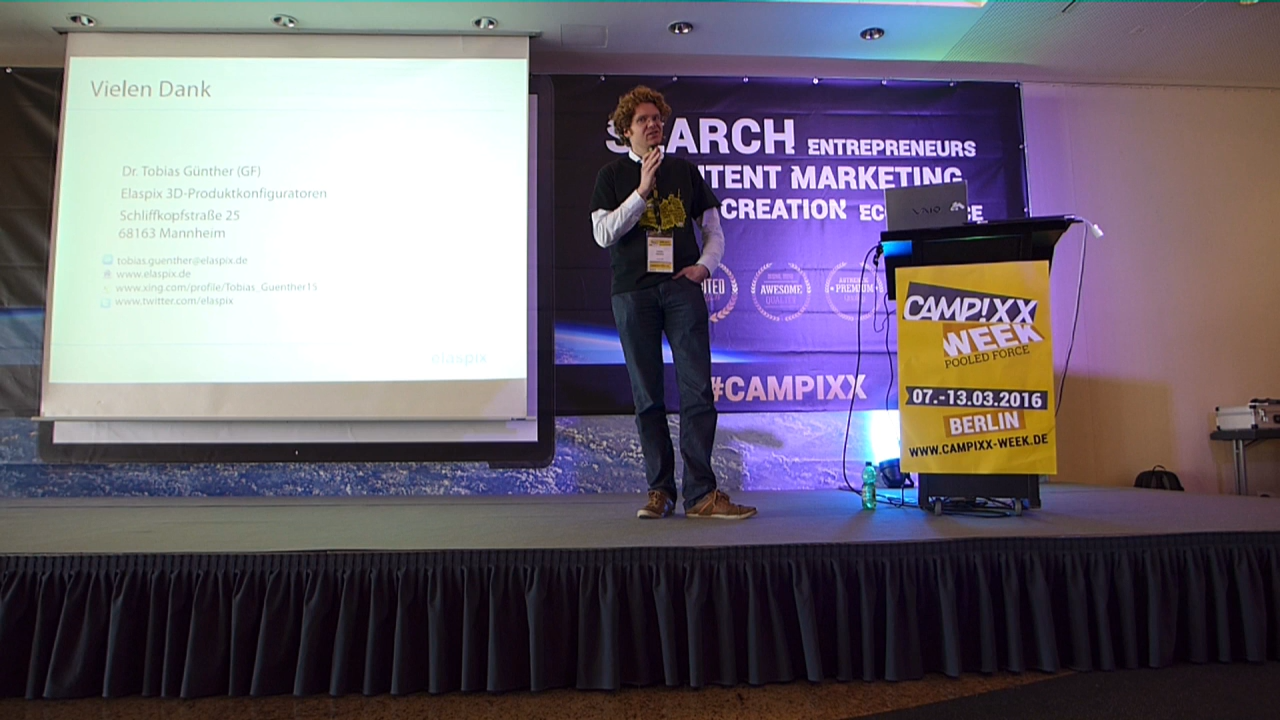 Vielen Dank
Dr. Tobias Günther (GF)
Elaspix 3D-Produktkonfiguratoren
Schliffkopfstraße 25
68163 Mannheim
tobias.guenther@elaspix.de
www.elaspix.de
www.xing.com/profile/Tobias_Guenther15
www.twitter.com/elaspix
elaspix
ENTREPRENEURS
MARKETING
CREATION
AWESOME
QUALITY
PREMIUM
#CAMPIXX
VAIO
CAMP!XX
WEEK
POOLED FORCE
07.-13.03.2016
BERLIN
WWW.CAMPIXX-WEEK.DE